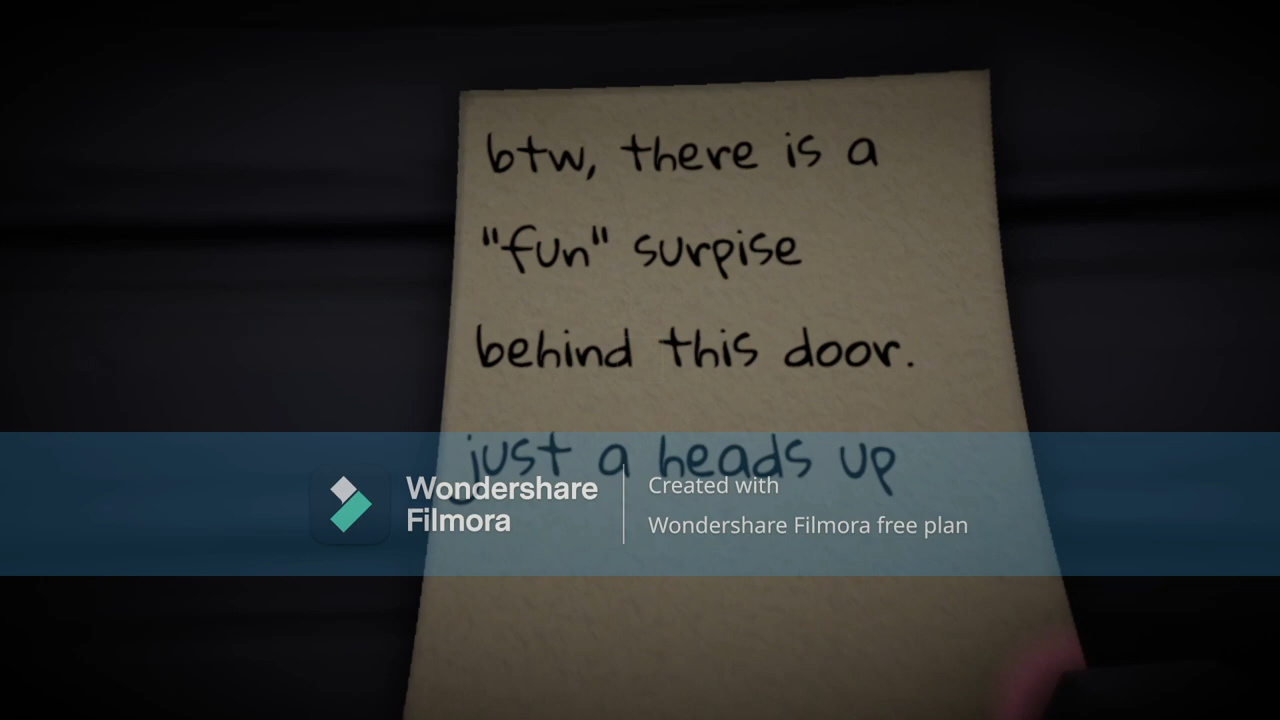 btw, there is a
"fun" surpise
behind this door.
just a heads up
Wondershare
Filmora
Created with
Wondershare Filmora free plan